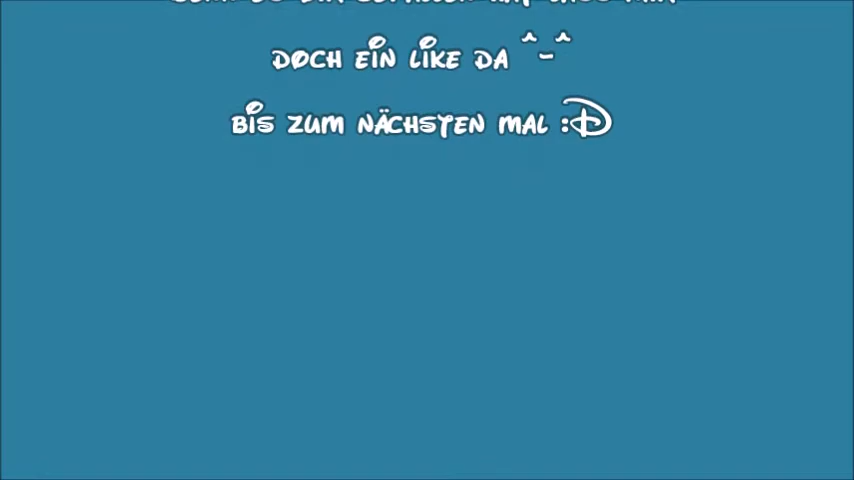 DOCH EIN LIKE DA ^-^
BIS ZUM NÄCHSTEN MAL :D